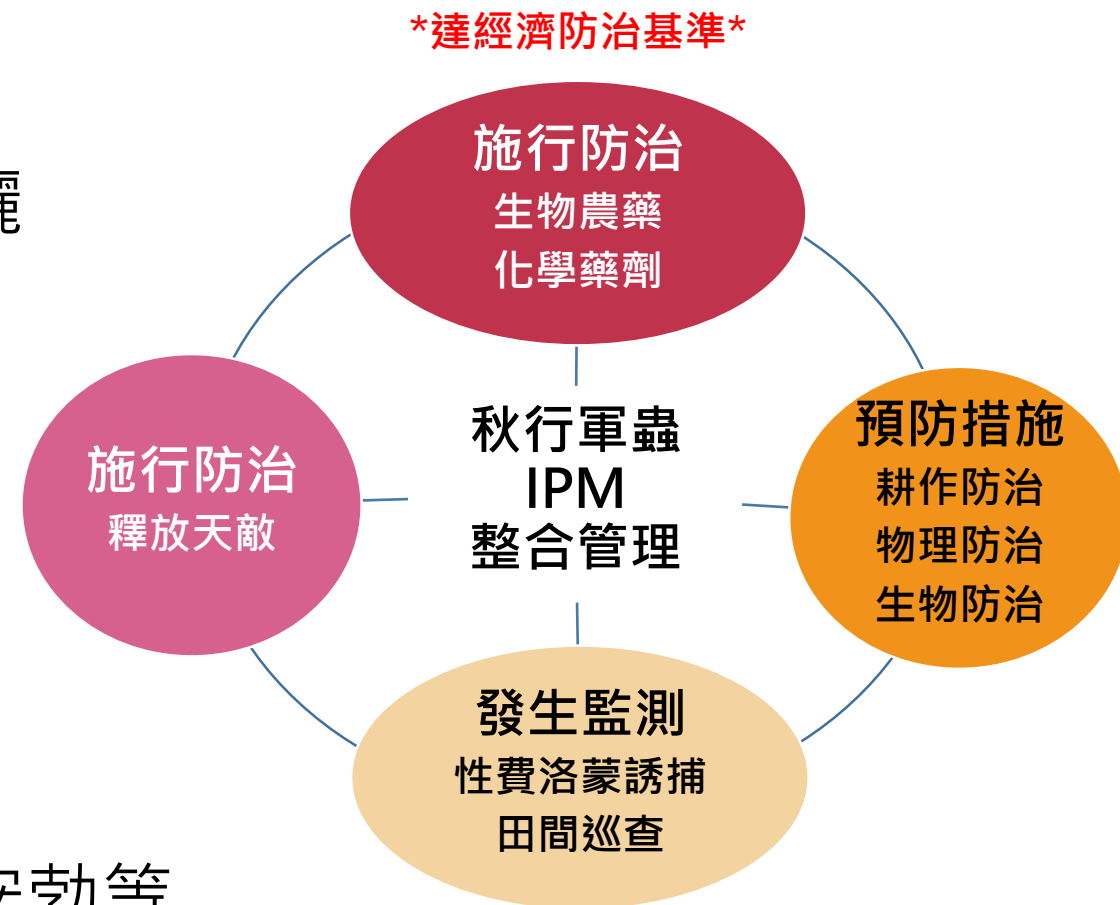 *達經濟防治基準*
施行防治
生物農藥
化學藥劑
施行防治
釋放天敵
秋行軍蟲
IPM
整合管理
預防措施
耕作防治
物理防治
生物防治
發生監測
性費洛蒙誘捕
田間巡查
勃等